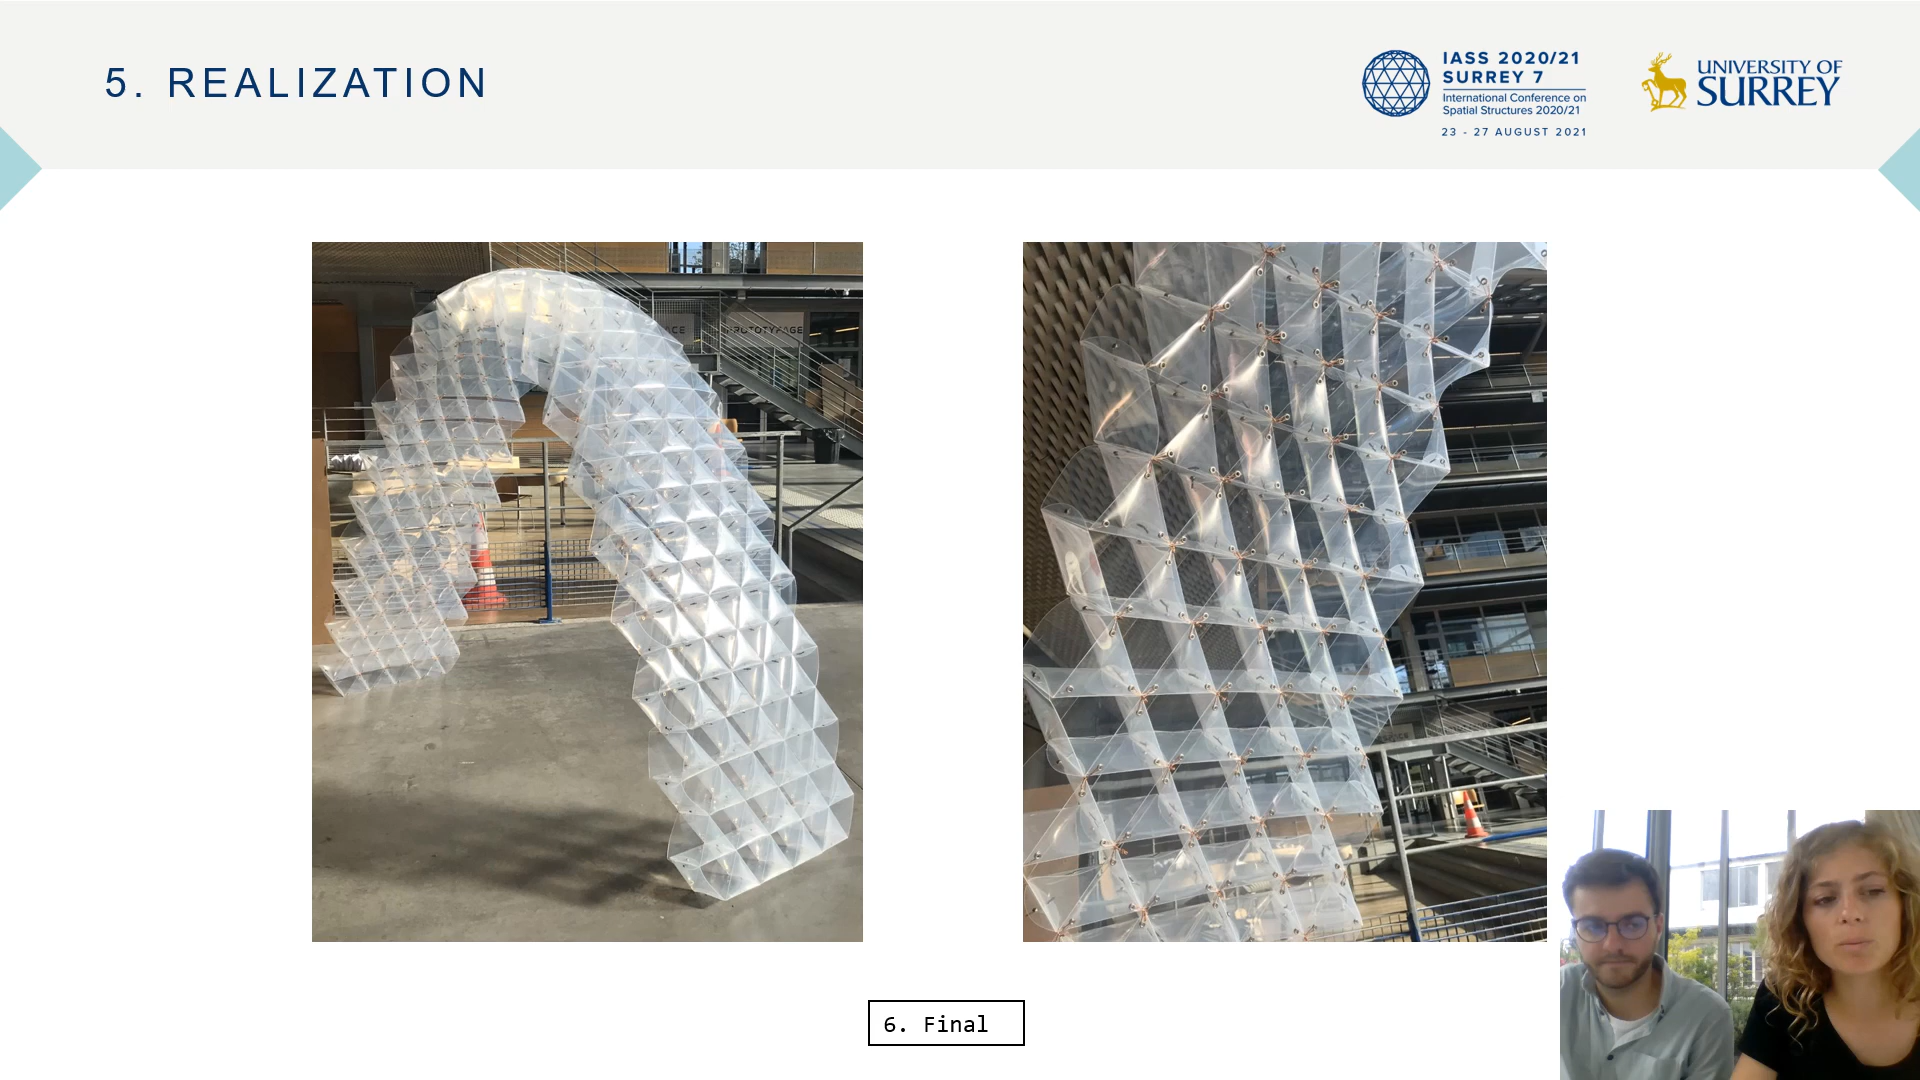 5. REALIZATION
IASS 2020/21
SURREY 7
International Conference on
Spatial Structures 2020/21
23 - 27 AUGUST 2021
UNIVERSITY OF
SURREY
PROTOTYPAGE
6. Final